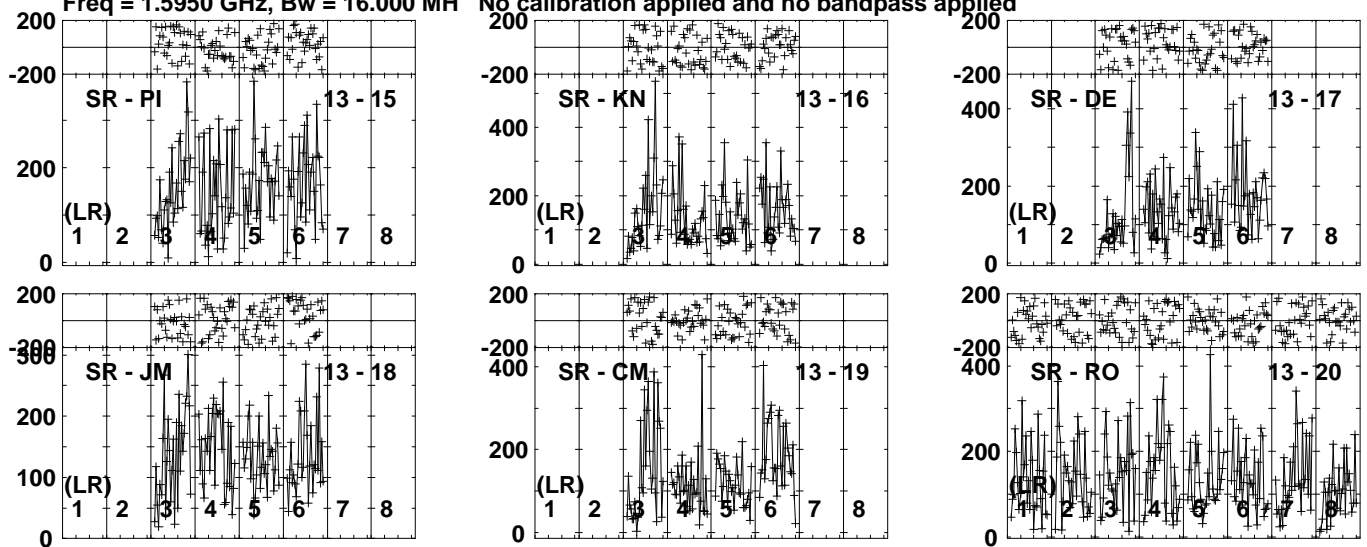 Freq = 1.5950 GHz, Bw = 16.000 MH No calibration applied and no bandpass applied
200
-200
SR - PI 13 - 15
200
(LR)
1 2 3 4 5 6 7 8
0
200
-200
SR - KN 13 - 16
400
200
(LR)
1 2 3 4 5 6 7 8
0
200
-200
SR - DE 13 - 17
400
200
(LR)
1 2 3 4 5 6 7 8
0
200
-200
300
SR - JM 13 - 18
200
100
(LR)
1 2 3 4 5 6 7 8
0
200
-200
400
SR - CM 13 - 19
200
(LR)
1 2 3 4 5 6 7 8
0
200
-200
400
SR - RO 13 - 20
200
(LR)
1 2 3 4 5 6 7 8
0